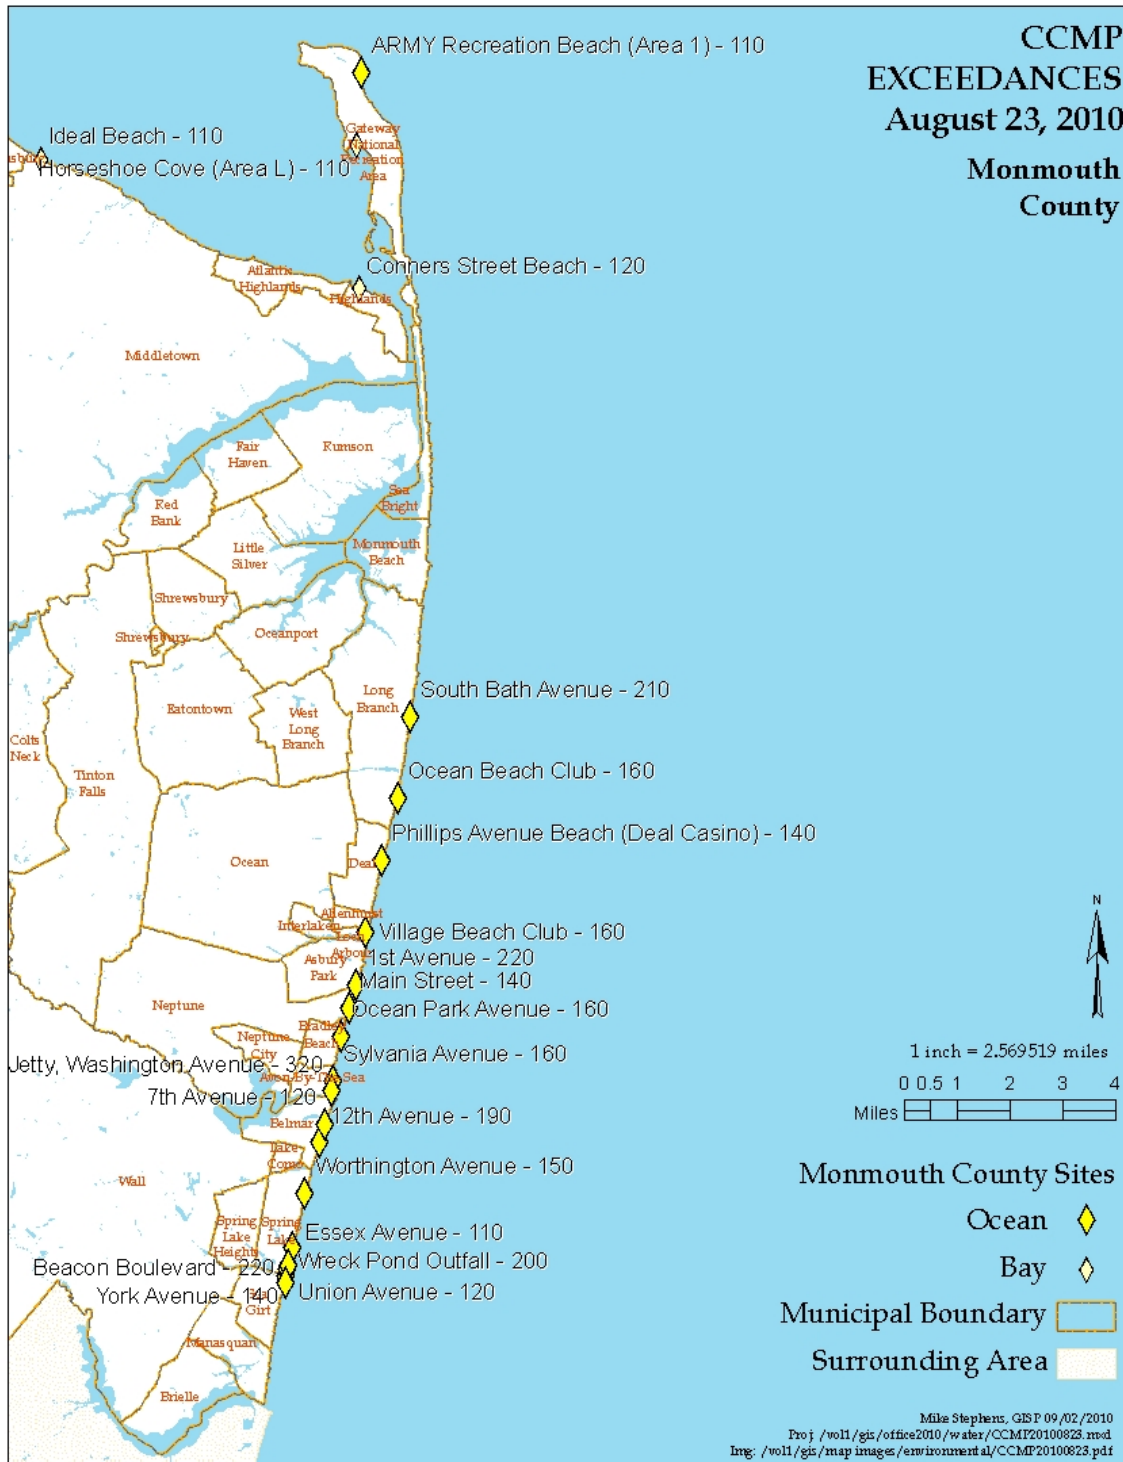 CCMP
EXCEEDANCES
August 23, 2010
Monmouth
County
ARMY Recreation Beach (Area 1) - 110
Ideal Beach - 110
Horseshoe Cove (Area L) - 110
Gateway
National
Recreation
Area
Conners Street Beach - 120
Atlantic
Highlands
Highlands
Middletown
Fair
Haven
Rumson
Red
Bank
Sea
Bright
Little
Silver
Monmouth
Beach
Shrewsbury
Shrewsbury
Oceanport
Long
Branch
South Bath Avenue - 210
Eatontown
West
Long
Branch
Colts
Neck
Tinton
Falls
Ocean Beach Club - 160
Phillips Avenue Beach (Deal Casino) - 140
Ocean
Deal
Allenhurst
Interlaken
Loch
Arbour
Village Beach Club - 160
Asbury
Park
1st Avenue - 220
Main Street - 140
Neptune
Ocean Park Avenue - 160
Bradley
Beach
Neptune
City
Sylvania Avenue - 160
Jetty, Washington Avenue - 320
Avon-By-The-Sea
7th Avenue - 120
12th Avenue - 190
Belmar
Lake
Como
Worthington Avenue - 150
Wall
Spring
Lake
Heights
Spring
Lake
Essex Avenue - 110
Wreck Pond Outfall - 200
Beacon Boulevard - 220
York Avenue - 140
Union Avenue - 120
Girt
Manasquan
Brielle
N
1 inch = 2.569519 miles
0 0.5 1 2 3 4
Miles
Monmouth County Sites
Ocean
Bay
Municipal Boundary
Surrounding Area
Mike Stephens, GISP 09/02/2010
Proj: /vol1/gis/office2010/water/CCMP20100823.mxd
Img: /vol1/gis/map images/environmental/CCMP20100823.pdf